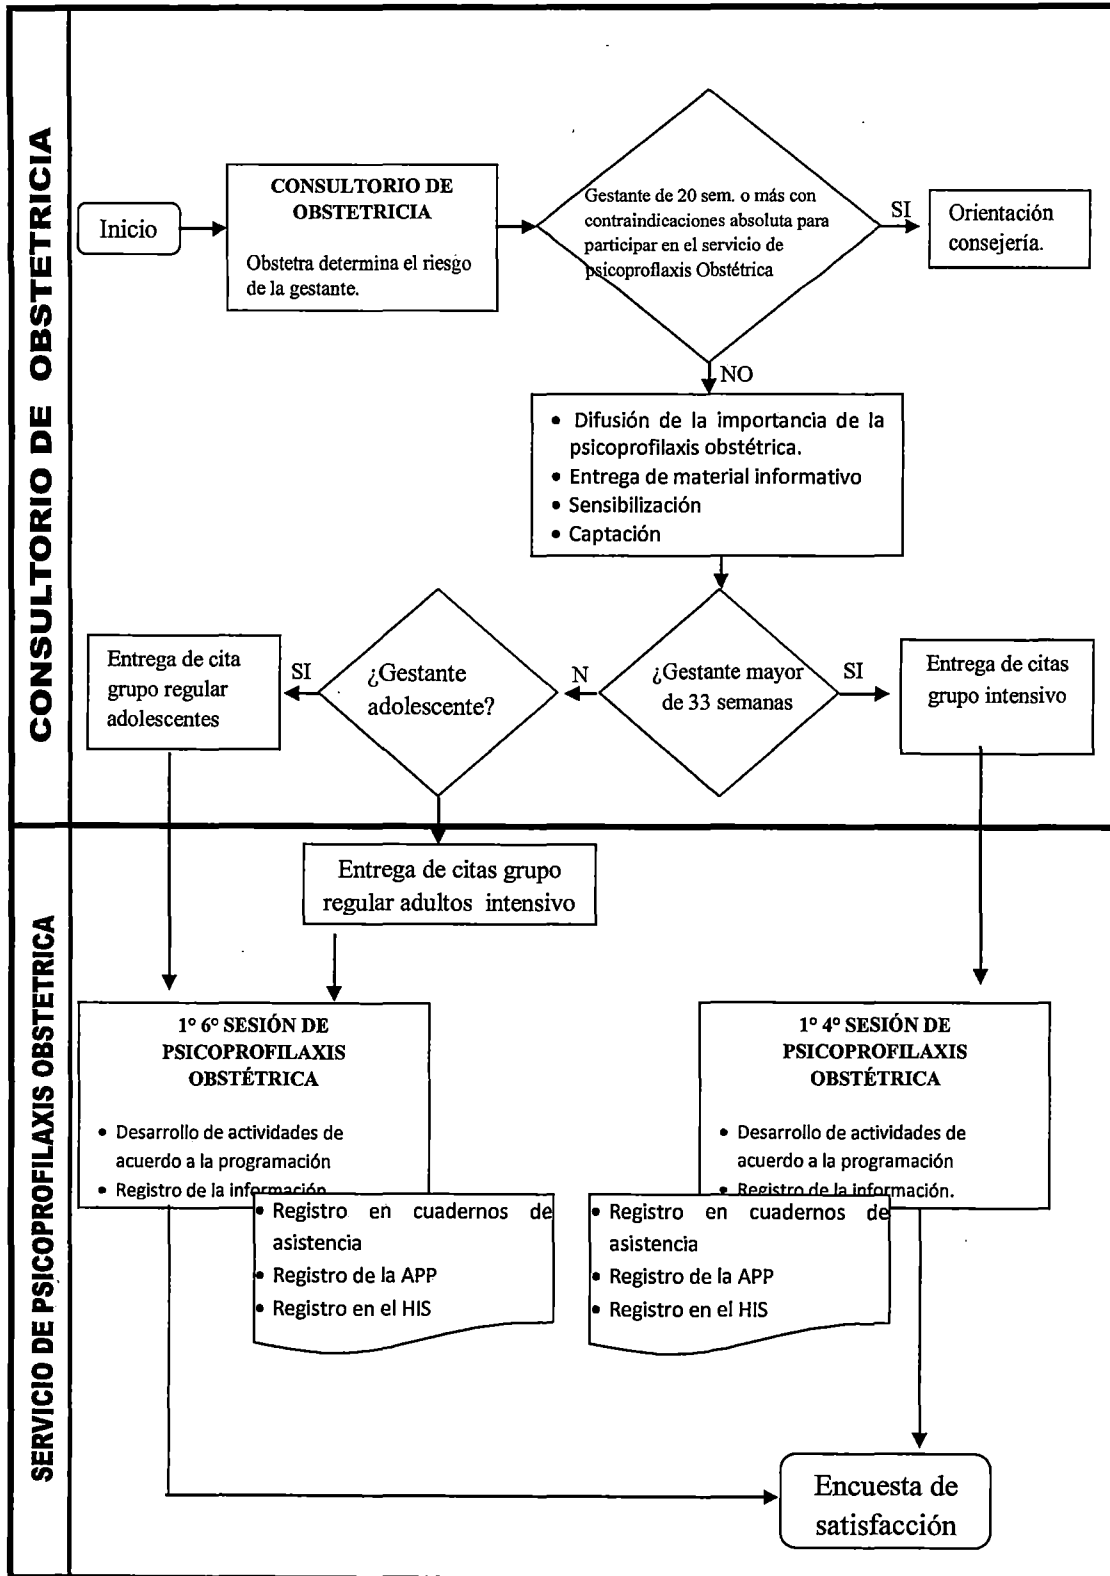 CONSULTORIO DE OBSTETRICIA
Inicio
CONSULTORIO DE
OBSTETRICIA
Obstetra determina el riesgo
de la gestante.
Gestante de 20 sem. o más con
contraindicaciones absoluta para
participar en el servicio de
psicoproflaxis Obstétrica
SI
Orientación
consejería.
NO
• Difusión de la importancia de la
psicoprofilaxis obstétrica.
• Entrega de material informativo
• Sensibilización
• Captación
Entrega de cita
grupo regular
adolescentes
SI
¿Gestante
adolescente?
N
¿Gestante mayor
de 33 semanas
SI
Entrega de citas
grupo intensivo
SERVICIO DE PSICOPROFILAXIS OBSTETRICA
Entrega de citas grupo
regular adultos intensivo
1° 6° SESIÓN DE
PSICOPROFILAXIS
OBSTÉTRICA
• Desarrollo de actividades de
acuerdo a la programación
• Registro de la información
• Registro en cuadernos de
asistencia
• Registro de la APP
• Registro en el HIS
1° 4° SESIÓN DE
PSICOPROFILAXIS
OBSTÉTRICA
• Desarrollo de actividades de
acuerdo a la programación
• Registro de la información.
• Registro en cuadernos de
asistencia
• Registro de la APP
• Registro en el HIS
Encuesta de
satisfacción